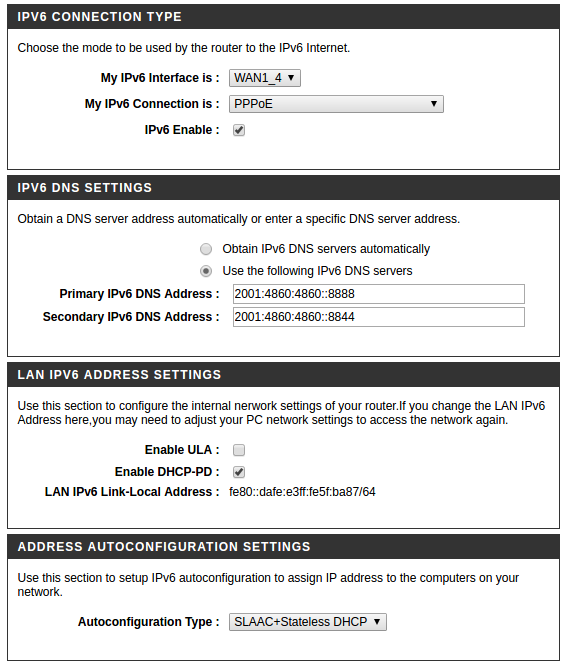 IPV6 CONNECTION TYPE
Choose the mode to be used by the router to the IPv6 Internet.
My IPv6 Interface is : WAN1_4
My IPv6 Connection is : PPPoE
IPv6 Enable :
IPV6 DNS SETTINGS
Obtain a DNS server address automatically or enter a specific DNS server address.
Obtain IPv6 DNS servers automatically
Use the following IPv6 DNS servers
Primary IPv6 DNS Address : 2001:4860:4860::8888
Secondary IPv6 DNS Address : 2001:4860:4860::8844
LAN IPV6 ADDRESS SETTINGS
Use this section to configure the internal nerwork settings of your router.If you change the LAN IPv6
Address here,you may need to adjust your PC network settings to access the network again.
Enable ULA :
Enable DHCP-PD :
LAN IPv6 Link-Local Address : fe80::dafe:e3ff:fe5f:ba87/64
ADDRESS AUTOCONFIGURATION SETTINGS
Use this section to setup IPv6 autoconfiguration to assign IP address to the computers on your
network.
Autoconfiguration Type : SLAAC+Stateless DHCP